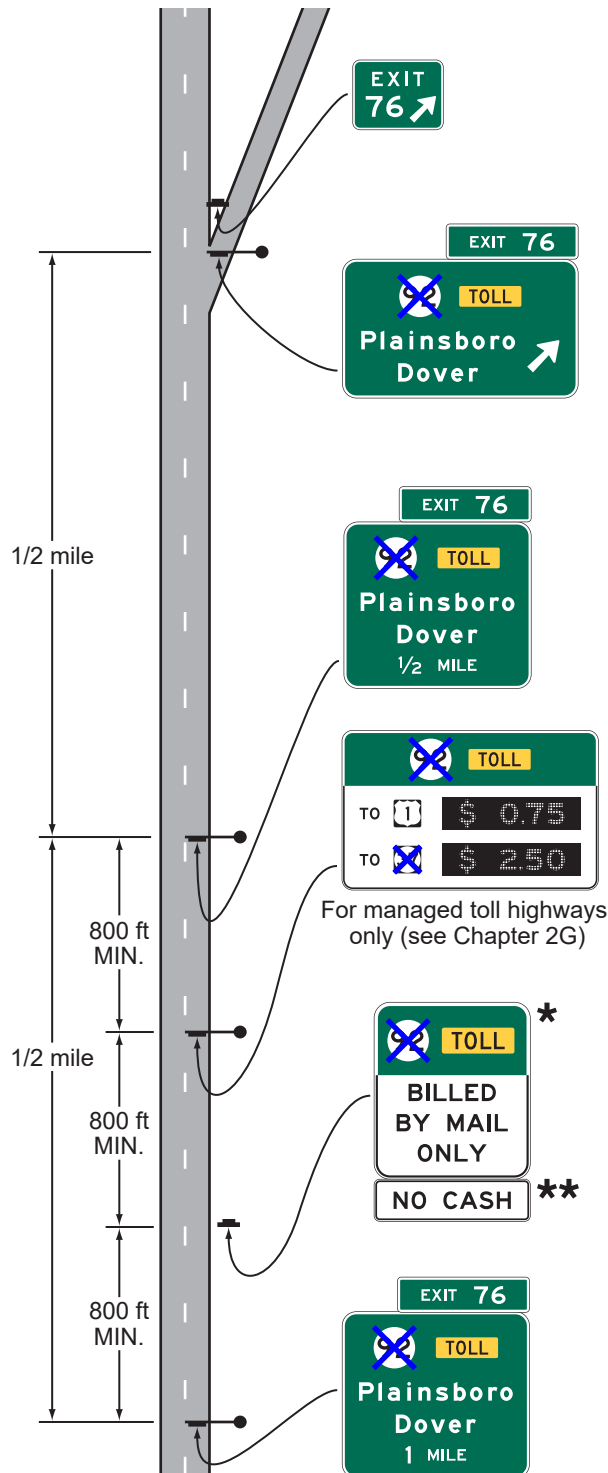 EXIT
76
EXIT 76
TOLL
Plainsboro
Dover
EXIT 76
TOLL
Plainsboro
Dover
1/2 MILE
1/2 mile
TOLL
TO 1 $ 0.75
TO $ 2.50
For managed toll highways
only (see Chapter 2G)
800 ft
MIN.
1/2 mile
TOLL *
BILLED
BY MAIL
ONLY
NO CASH **
800 ft
MIN.
800 ft
MIN.
EXIT 76
TOLL
Plainsboro
Dover
1 MILE